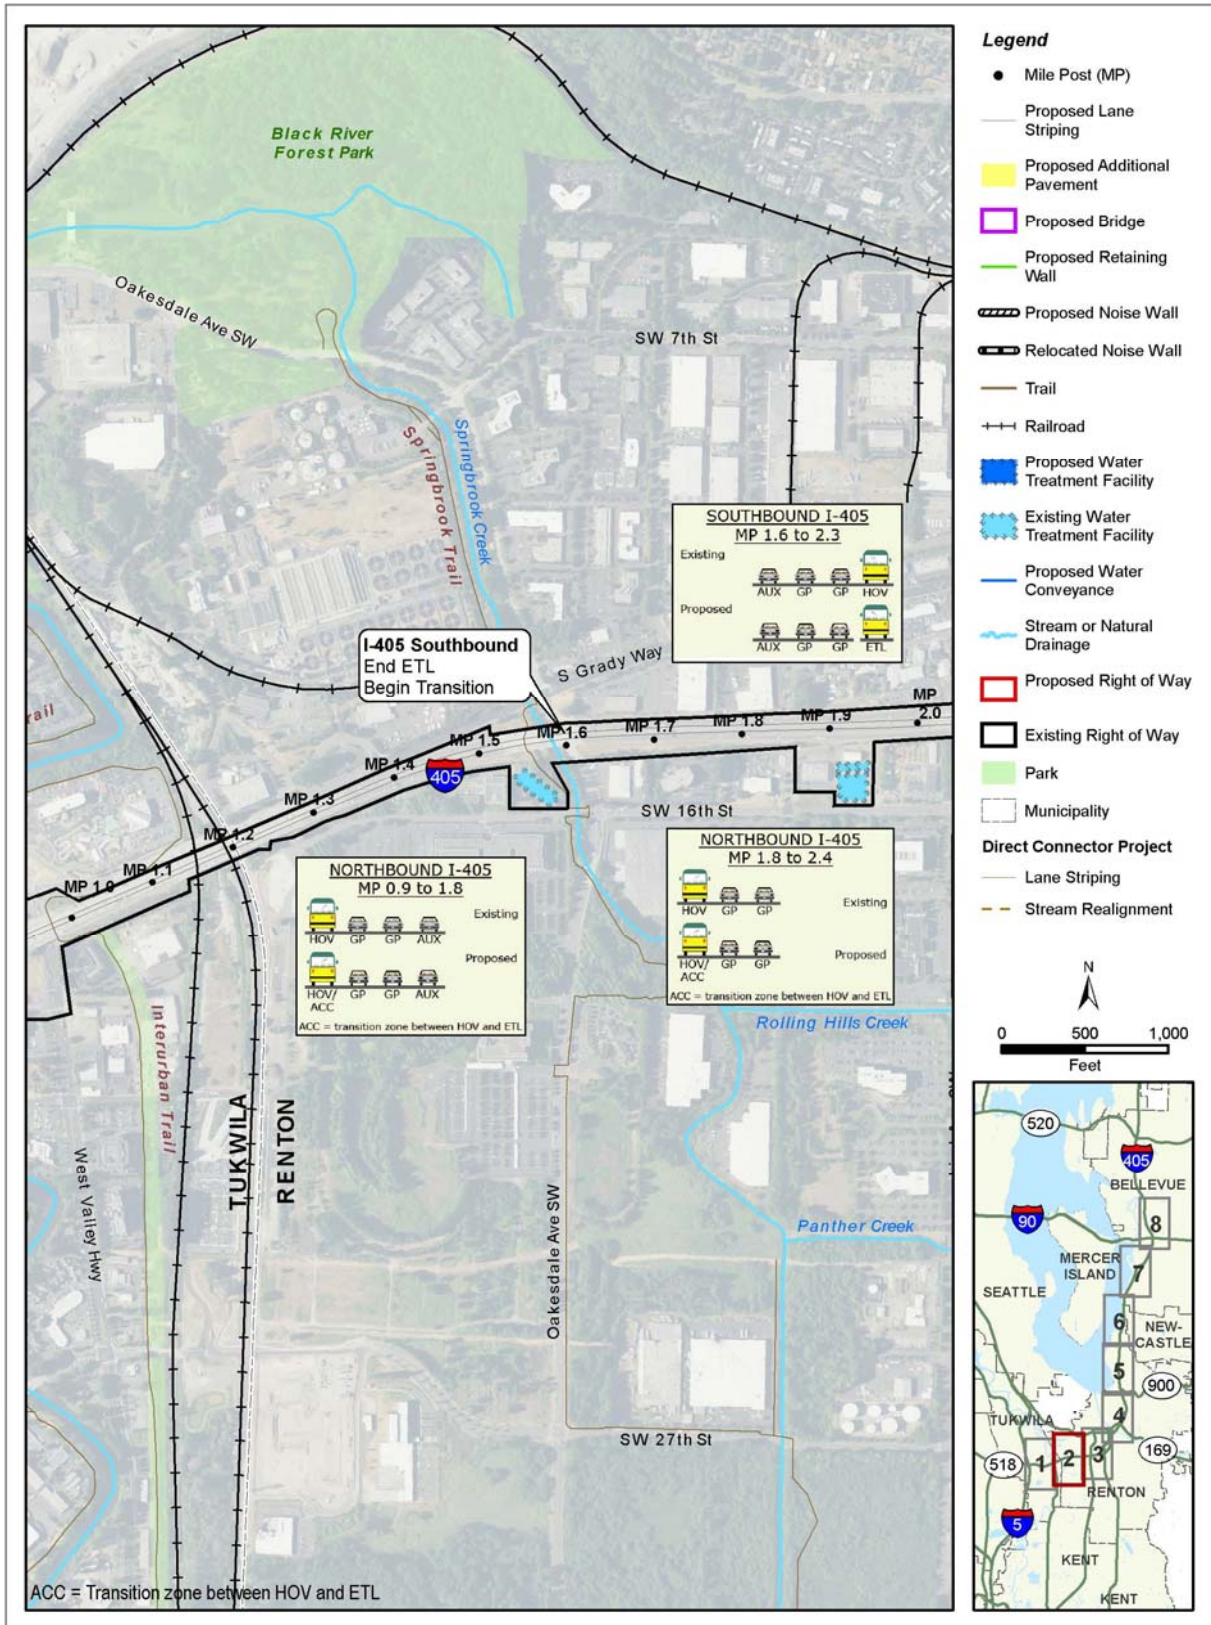 Black River
Forest Park
Oakesdale Ave SW
SW 7th St
Springbrook Trail
Springbrook Creek
SOUTHBOUND I-405
MP 1.6 to 2.3
Existing
AUX GP GP HOV
Proposed
AUX GP GP ETL
I-405 Southbound
End ETL
Begin Transition
S Grady Way
MP 1.0
MP 1.1
MP 1.2
MP 1.3
MP 1.4
MP 1.5
MP 1.6
MP 1.7
MP 1.8
MP 1.9
MP
2.0
405
SW 16th St
NORTHBOUND I-405
MP 0.9 to 1.8
Existing
HOV GP GP AUX
Proposed
HOV/ GP GP AUX
ACC
ACC = transition zone between HOV and ETL
NORTHBOUND I-405
MP 1.8 to 2.4
Existing
HOV GP GP
Proposed
HOV/ GP GP
ACC
ACC = transition zone between HOV and ETL
Rolling Hills Creek
Interurban Trail
TUKWILA
RENTON
West Valley Hwy
Oakesdale Ave SW
Panther Creek
SW 27th St
ACC = Transition zone between HOV and ETL
Legend
Mile Post (MP)
Proposed Lane
Striping
Proposed Additional
Pavement
Proposed Bridge
Proposed Retaining
Wall
Proposed Noise Wall
Relocated Noise Wall
Trail
Railroad
Proposed Water
Treatment Facility
Existing Water
Treatment Facility
Proposed Water
Conveyance
Stream or Natural
Drainage
Proposed Right of Way
Existing Right of Way
Park
Municipality
Direct Connector Project
Lane Striping
Stream Realignment
N
0 500 1,000
Feet
520
405
BELLEVUE
90
8
MERCER
ISLAND
7
SEATTLE
6
NEW-
CASTLE
5
900
4
TUKWILA
518
1
2
3
169
RENTON
5
KENT
KENT